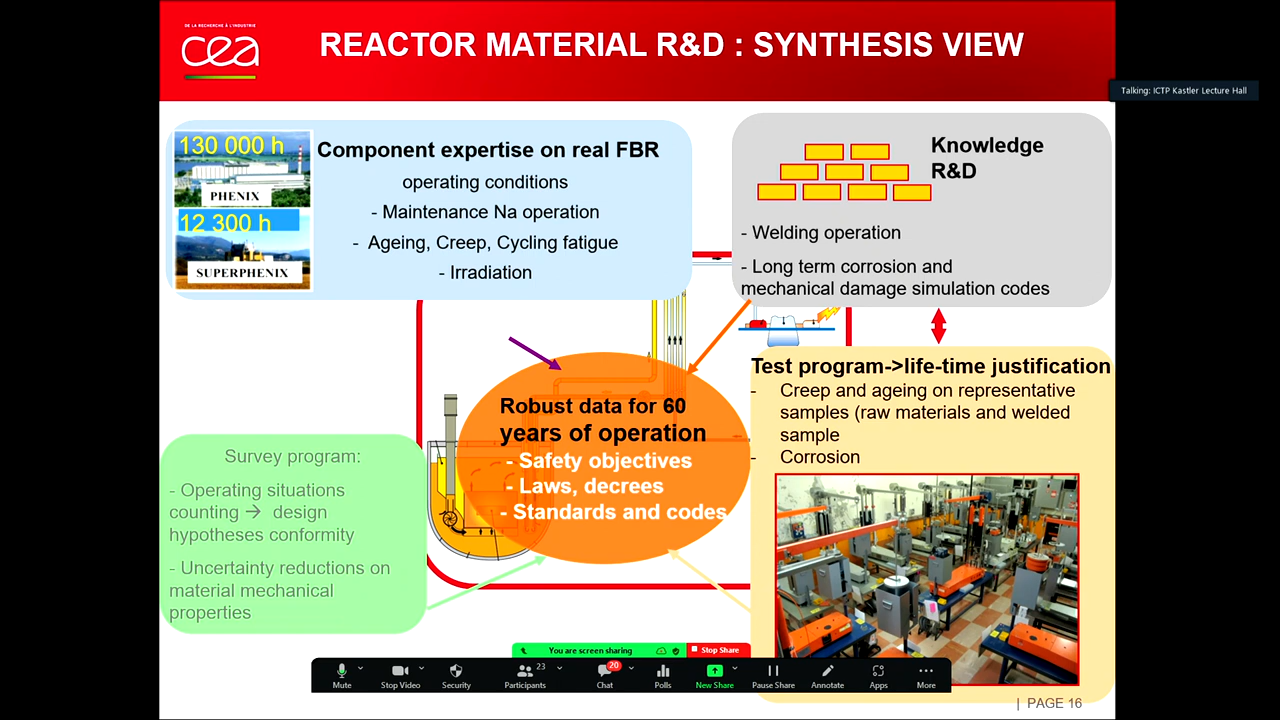 DE LA RECHERCHE À L'INDUSTRIE
cea
REACTOR MATERIAL R&D : SYNTHESIS VIEW
Talking: ICTP Kastler Lecture Hall
130 000 h
PHENIX
12 300 h
SUPERPHENIX
Component expertise on real FBR
operating conditions
- Maintenance Na operation
- Ageing, Creep, Cycling fatigue
- Irradiation
Knowledge
R&D
- Welding operation
- Long term corrosion and
mechanical damage simulation codes
Robust data for 60
years of operation
- Safety objectives
- Laws, decrees
- Standards and codes
Test program->life-time justification
- Creep and ageing on representative
samples (raw materials and welded
sample
- Corrosion
Survey program:
- Operating situations
counting → design
hypotheses conformity
- Uncertainty reductions on
material mechanical
properties
You are screen sharing
Stop Share
Mute
Stop Video
Security
Participants
23
Chat
20
Polls
New Share
Pause Share
Annotate
Apps
More
| PAGE 16